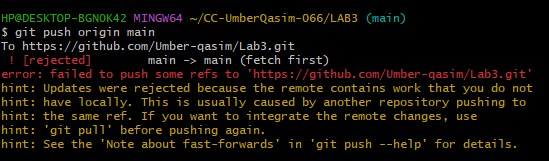 HP@DESKTOP-BGNOK42 MINGW64 ~/CC-UmberQasim-066/LAB3 (main)
$ git push origin main
To https://github.com/Umber-qasim/Lab3.git
 ! [rejected]        main -> main (fetch first)
error: failed to push some refs to 'https://github.com/Umber-qasim/Lab3.git'
hint: Updates were rejected because the remote contains work that you do not
hint: have locally. This is usually caused by another repository pushing to
hint: the same ref. If you want to integrate the remote changes, use
hint: 'git pull' before pushing again.
hint: See the 'Note about fast-forwards' in 'git push --help' for details.